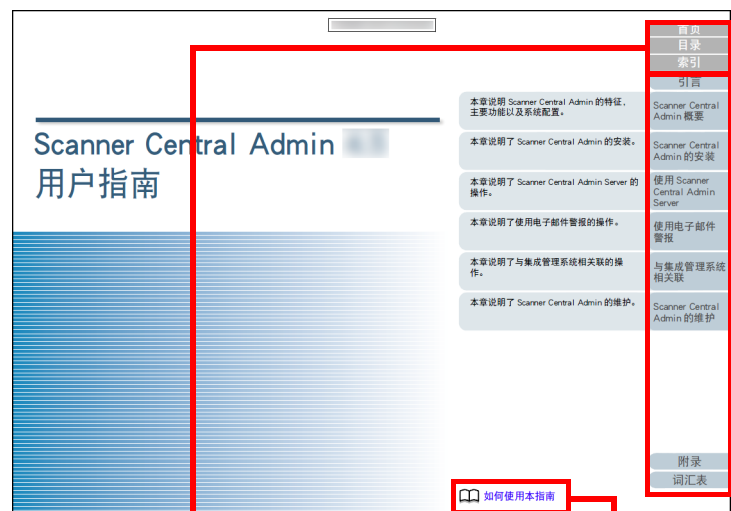 首页
目录
索引
引言
本章说明 Scanner Central Admin 的特征，
主要功能以及系统配置。
Scanner Central
Admin 概要
本章说明了 Scanner Central Admin 的安装。
Scanner Central
Admin 的安装
Scanner Central Admin
用户指南
本章说明了 Scanner Central Admin Server 的
操作。
使用 Scanner
Central Admin
Server
本章说明了使用电子邮件警报的操作。
使用电子邮件
警报
本章说明了与集成管理系统相关联的操
作。
与集成管理系统
相关联
本章说明了 Scanner Central Admin 的维护。
Scanner Central
Admin 的维护
附录
词汇表
如何使用本指南